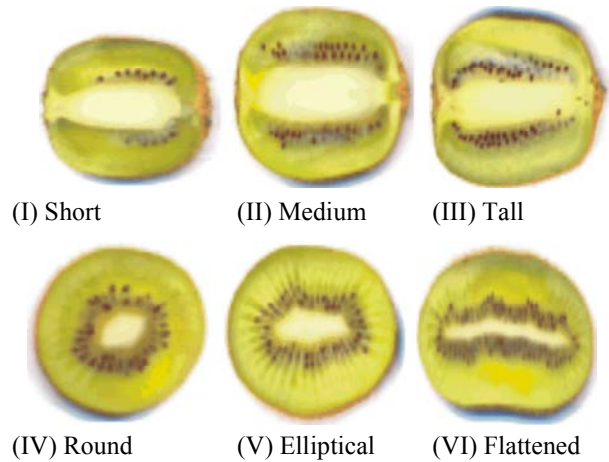 (I) Short (II) Medium (III) Tall
(IV) Round (V) Elliptical (VI) Flattened